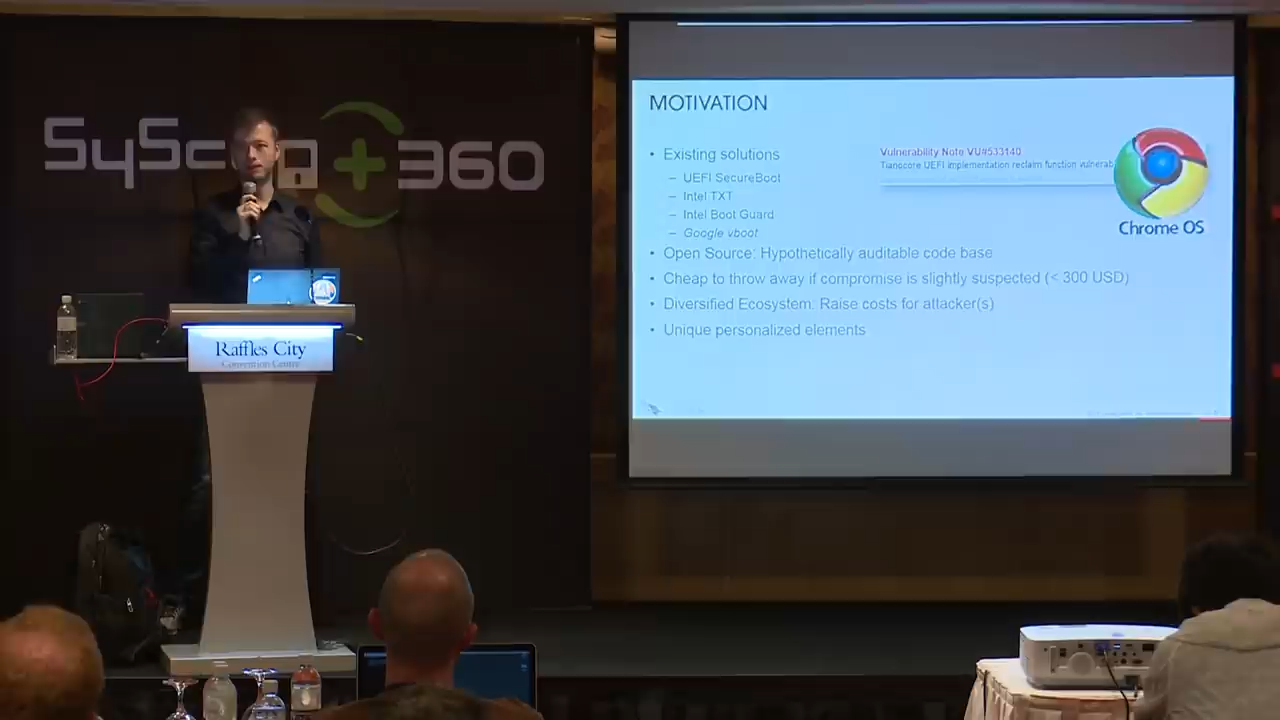 SyScan+360
Raffles City
Convention Centre
MOTIVATION
• Existing solutions
– UEFI SecureBoot
– Intel TXT
– Intel Boot Guard
– Google vboot
• Open Source: Hypothetically auditable code base
• Cheap to throw away if compromise is slightly suspected (< 300 USD)
• Diversified Ecosystem: Raise costs for attacker(s)
• Unique personalized elements
Vulnerability Note VU#533140
Tianocore UEFI implementation reclaim function vulnerab
Chrome OS